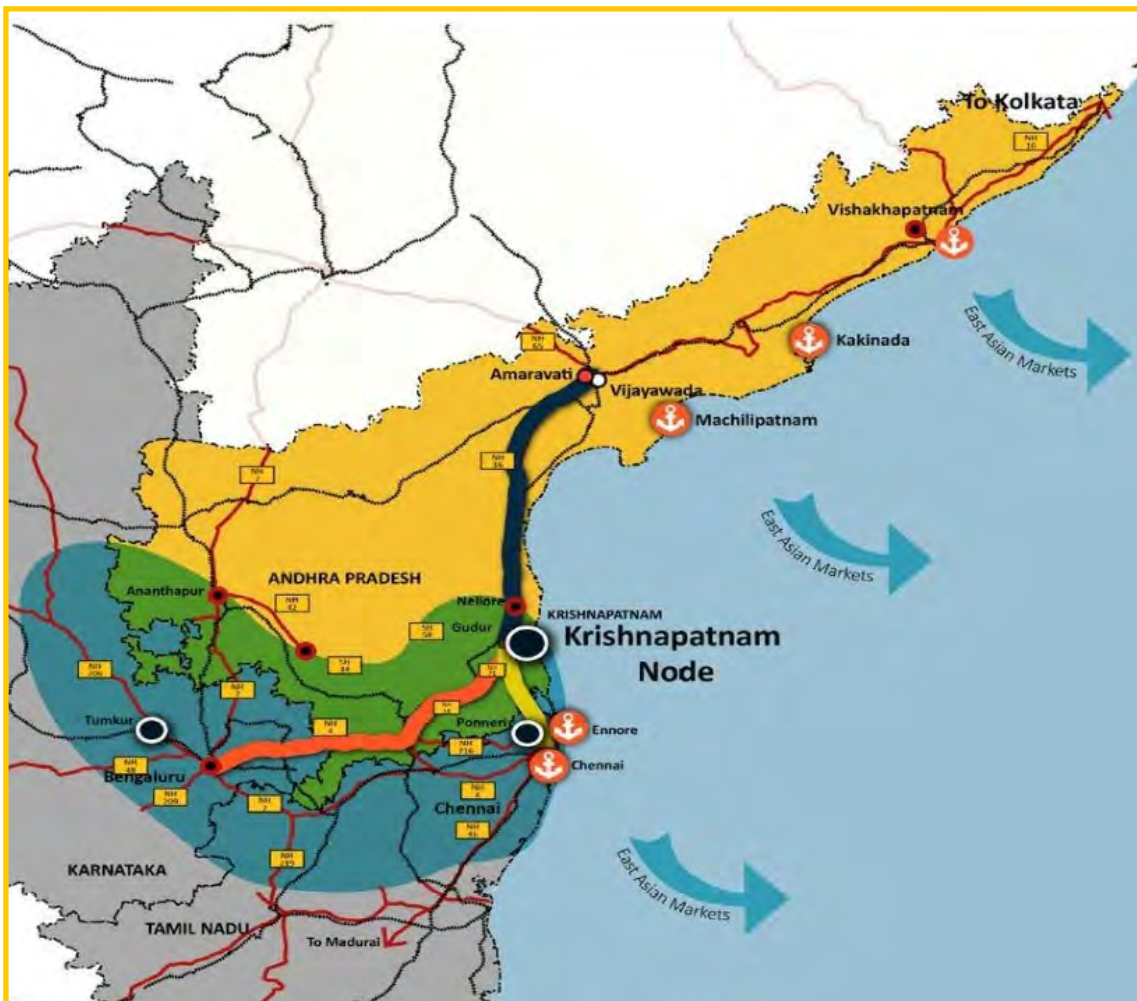 To Kolkata
NH
16
Vishakhapatnam
East Asian Markets
Kakinada
NH
65
Amaravati
Vijayawada
Machilipatnam
NH
16
NH
7
East Asian Markets
ANDHRA PRADESH
Ananthapur
NH
42
Nellore
KRISHNAPATNAM
Gudur
Krishnapatnam
Node
SH
NH
206
NH
7
Tumkur
NH
4
Ponneri
Ennore
NH
716
NH
48
Bengaluru
Chennai
NH
209
NH
7
NH
4
Chennai
NH
45
East Asian Markets
NH
KARNATAKA
TAMIL NADU
To Madurai